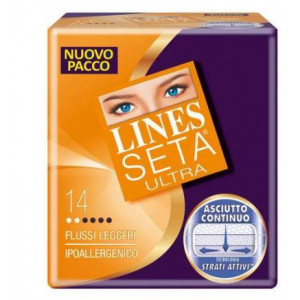 NUOVO
PACCO
LINES
SETA®
ULTRA
14
FLUSSI LEGGERI
IPOALLERGENICO
ASCIUTTO
CONTINUO
TECNOLOGIA
STRATI ATTIVI